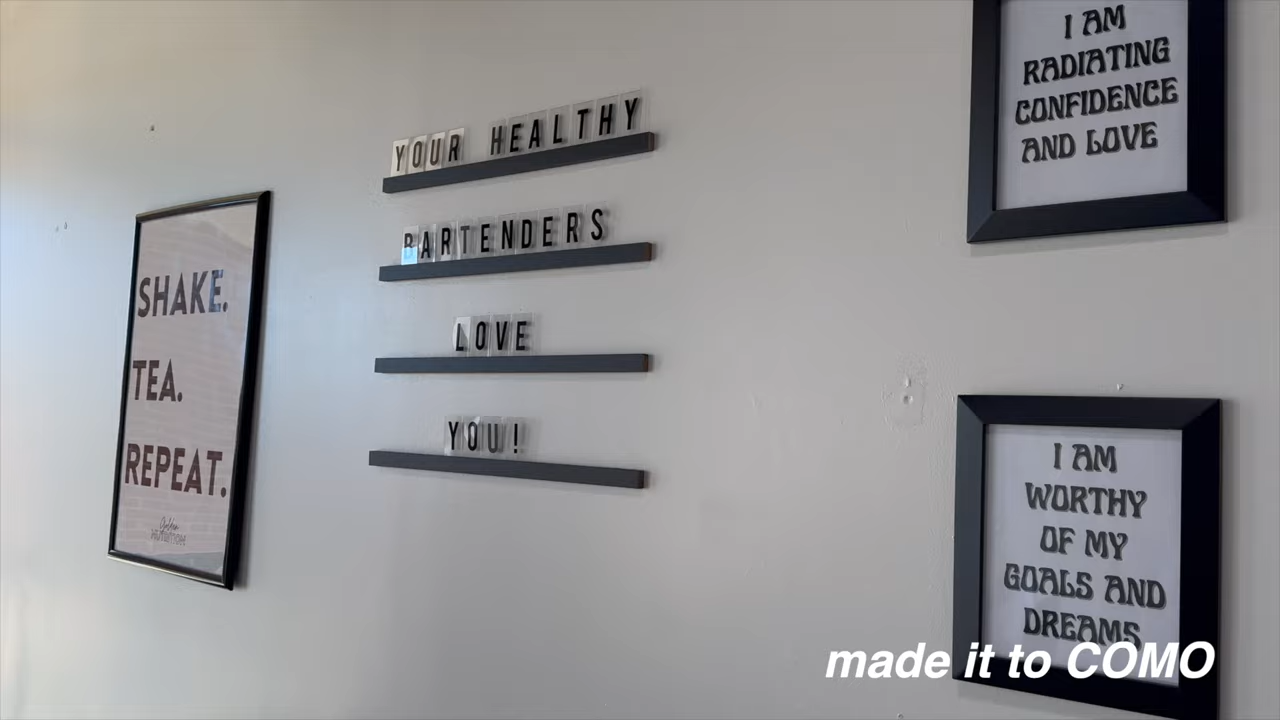 SHAKE.
TEA.
REPEAT.
YOUR HEALTHY
BARTENDERS
LOVE
YOU!
I AM
RADIATING
CONFIDENCE
AND LOVE
I AM
WORTHY
OF MY
GOALS AND
DREAMS
made it to COMO